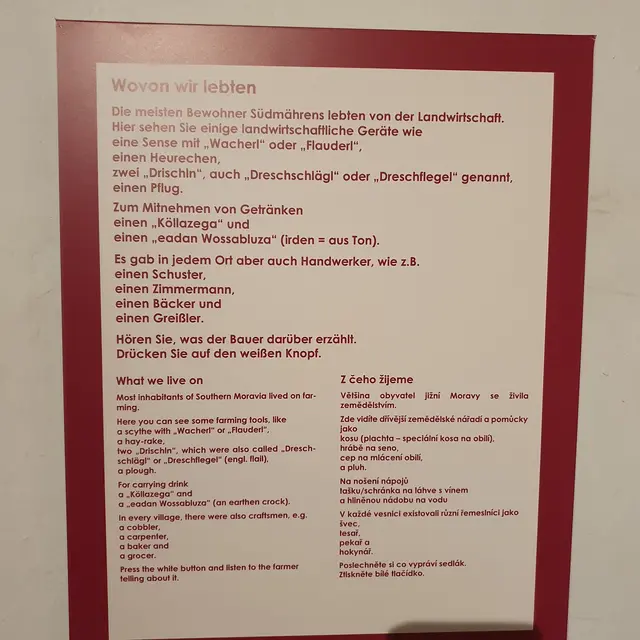 Wovon wir lebten
Die meisten Bewohner Südmährens lebten von der Landwirtschaft.
Hier sehen Sie einige landwirtschaftliche Geräte wie
eine Sense mit „Wacherl“ oder „Flauderl“,
einen Heurechen,
zwei „Drischln“, auch „Dreschschlägl“ oder „Dreschflegel“ genannt,
einen Pflug.
Zum Mitnehmen von Getränken
einen „Köllazega“ und
einen „eadan Wossabluza“ (irden = aus Ton).
Es gab in jedem Ort aber auch Handwerker, wie z.B.
einen Schuster,
einen Zimmermann,
einen Bäcker und
einen Greißler.
Hören Sie, was der Bauer darüber erzählt.
Drücken Sie auf den weißen Knopf.
What we live on
Most inhabitants of Southern Moravia lived on far-
ming.
Here you can see some farming tools, like
a scythe with „Wacherl“ or „Flauderl“,
a hay-rake,
two „Drischln“, which were also called „Dresch-
schlägl“ or „Dreschflegel“ (engl. flail),
a plough.
For carrying drink
a „Köllazega“ and
a „eadan Wossabluza“ (an earthen crock).
In every village, there were also craftsmen, e.g.
a cobbler,
a carpenter,
a baker and
a grocer.
Press the white button and listen to the farmer
telling about it.
Z čeho žijeme
Většina obyvatel jižní Moravy se živila
zemědělstvím.
Zde vidíte dřívější zemědělské nářadí a pomůcky
jako
kosu (plachta – speciální kosa na obilí),
hrábě na seno,
cep na mlácení obilí,
a pluh.
Na nošení nápojů
tašku/schránka na láhve s vínem
a hliněnou nádobu na vodu
V každé vesnici existovali různí řemeslníci jako
švec,
tesař,
pekař a
hokynář.
Poslechněte si co vypráví sedlák.
Ztiskněte bílé tlačídko.